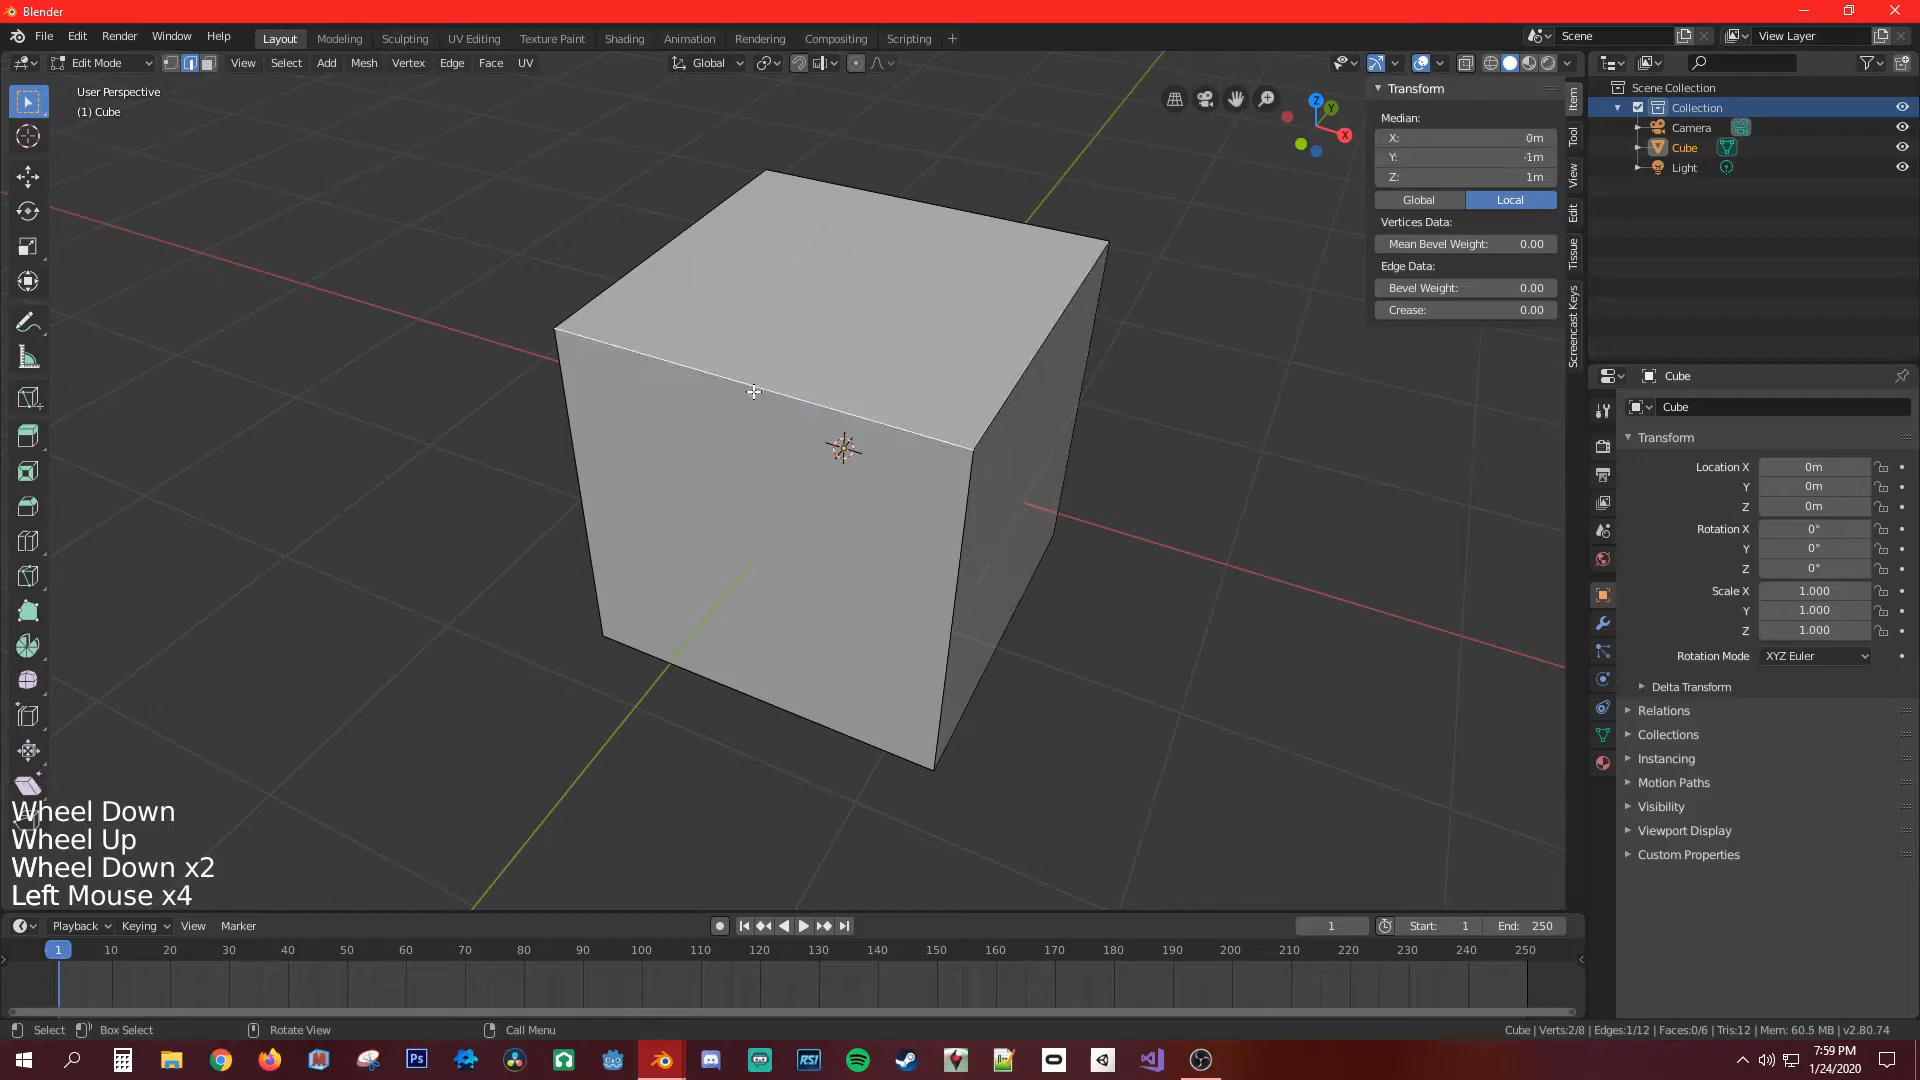 Blender
File Edit Render Window Help
Layout Modeling Sculpting UV Editing Texture Paint Shading Animation Rendering Compositing Scripting +
Scene
View Layer
Edit Mode
View Select Add Mesh Vertex Edge Face UV
Global
User Perspective
(1) Cube
Z
Y
X
Transform
Median:
X: 0m
Y: -1m
Z: 1m
Global Local
Vertices Data:
Mean Bevel Weight: 0.00
Edge Data:
Bevel Weight: 0.00
Crease: 0.00
Item
Tool
View
Edit
Tissue
Screencast Keys
Scene Collection
Collection
Camera
Cube
Light
Cube
Cube
Transform
Location X 0m
Y 0m
Z 0m
Rotation X 0°
Y 0°
Z 0°
Scale X 1.000
Y 1.000
Z 1.000
Rotation Mode XYZ Euler
Delta Transform
Relations
Collections
Instancing
Motion Paths
Visibility
Viewport Display
Custom Properties
Wheel Down
Wheel Up
Wheel Down x2
Left Mouse x4
Playback Keying View Marker
1
Start: 1
End: 250
1 10 20 30 40 50 60 70 80 90 100 110 120 130 140 150 160 170 180 190 200 210 220 230 240 250
Select Box Select Rotate View Call Menu
Cube | Verts:2/8 | Edges:1/12 | Faces:0/6 | Tris:12 | Mem: 60.5 MB | v2.80.74
Ps
RSI
7:59 PM
1/24/2020